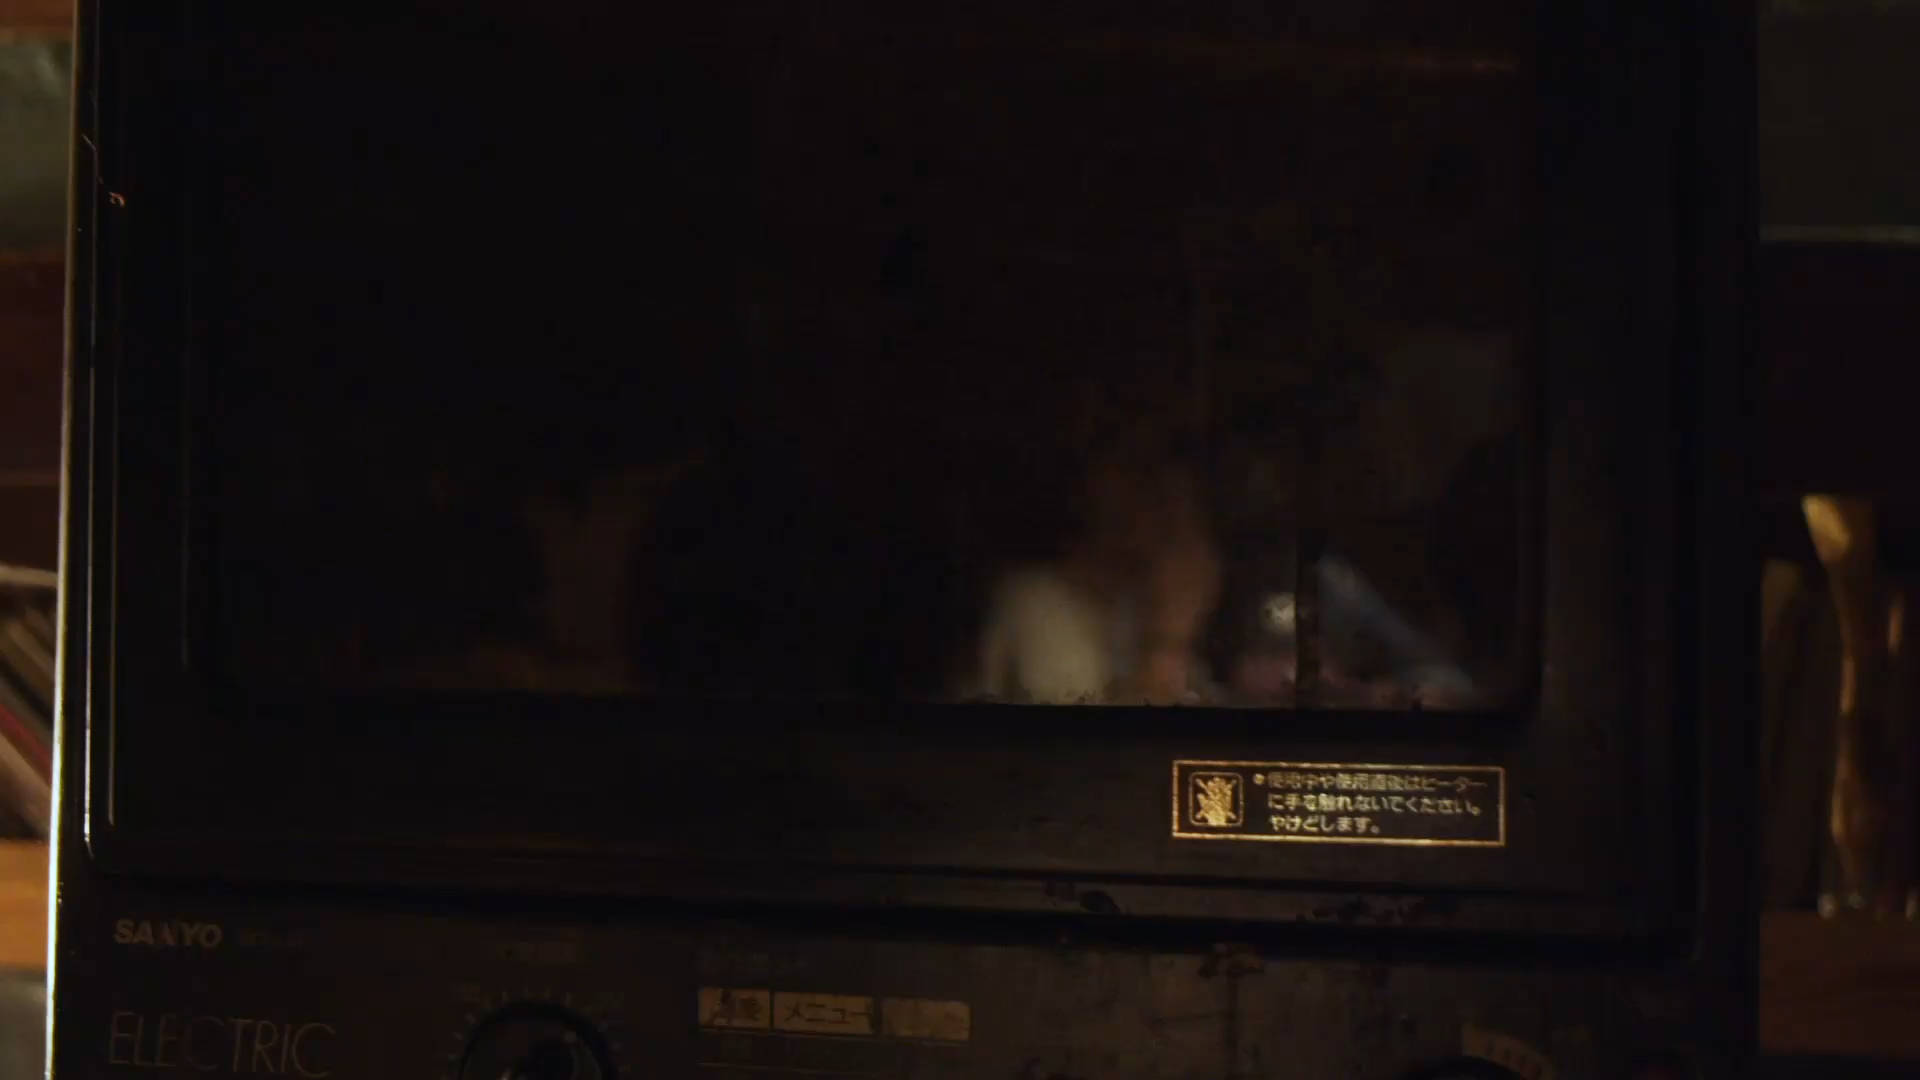 •使用中や使用直後はヒーター
に手を触れないでください。
やけどします。
SANYO
メニュー
ELECTRIC